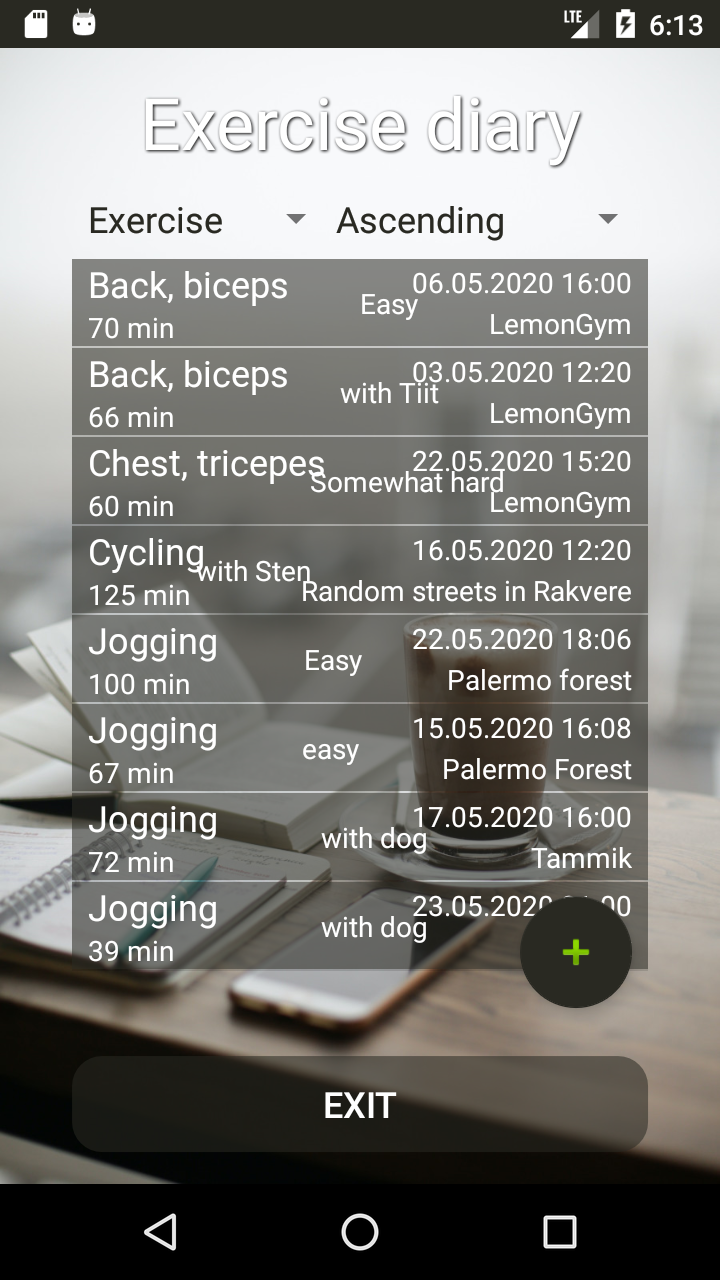 LTE 6:13
Exercise diary
Exercise Ascending
Back, biceps 06.05.2020 16:00
Easy
70 min LemonGym
Back, biceps 03.05.2020 12:20
with Tiit
66 min LemonGym
Chest, tricepes 22.05.2020 15:20
Somewhat hard
60 min LemonGym
Cycling 16.05.2020 12:20
with Sten
125 min Random streets in Rakvere
Jogging 22.05.2020 18:06
Easy
100 min Palermo forest
Jogging 15.05.2020 16:08
easy
67 min Palermo Forest
Jogging 17.05.2020 16:00
with dog
72 min Tammik
Jogging 23.05.2020
with dog
39 min
EXIT